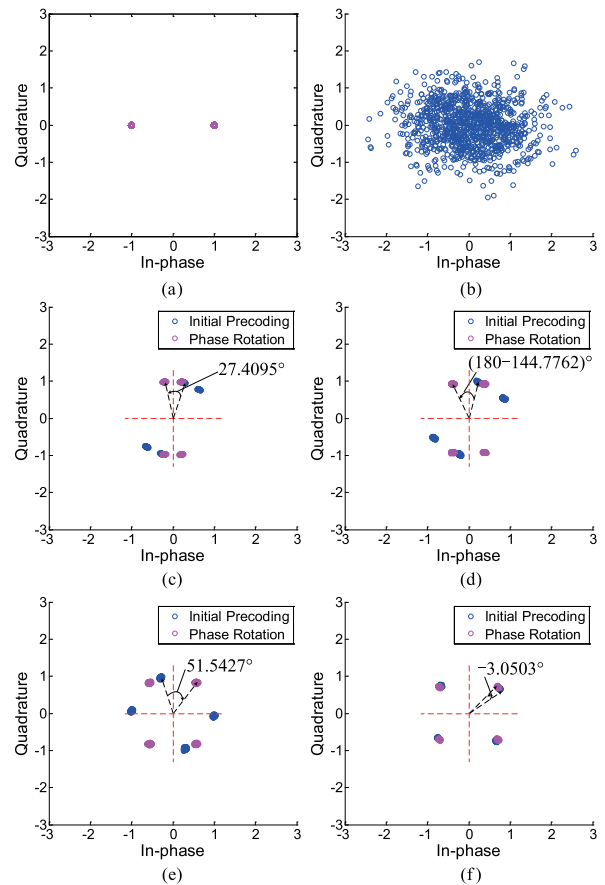 3
2
1
0
-1
-2
-3
Quadrature
-3 -2 -1 0 1 2 3
In-phase
(a)
3
2
1
0
-1
-2
-3
Quadrature
-3 -2 -1 0 1 2 3
In-phase
(b)
3
2
1
0
-1
-2
-3
Quadrature
Initial Precoding
Phase Rotation
27.4095°
-3 -2 -1 0 1 2 3
In-phase
(c)
3
2
1
0
-1
-2
-3
Quadrature
Initial Precoding
Phase Rotation
(180−144.7762)°
-3 -2 -1 0 1 2 3
In-phase
(d)
3
2
1
0
-1
-2
-3
Quadrature
Initial Precoding
Phase Rotation
51.5427°
-3 -2 -1 0 1 2 3
In-phase
(e)
3
2
1
0
-1
-2
-3
Quadrature
Initial Precoding
Phase Rotation
−3.0503°
-3 -2 -1 0 1 2 3
In-phase
(f)